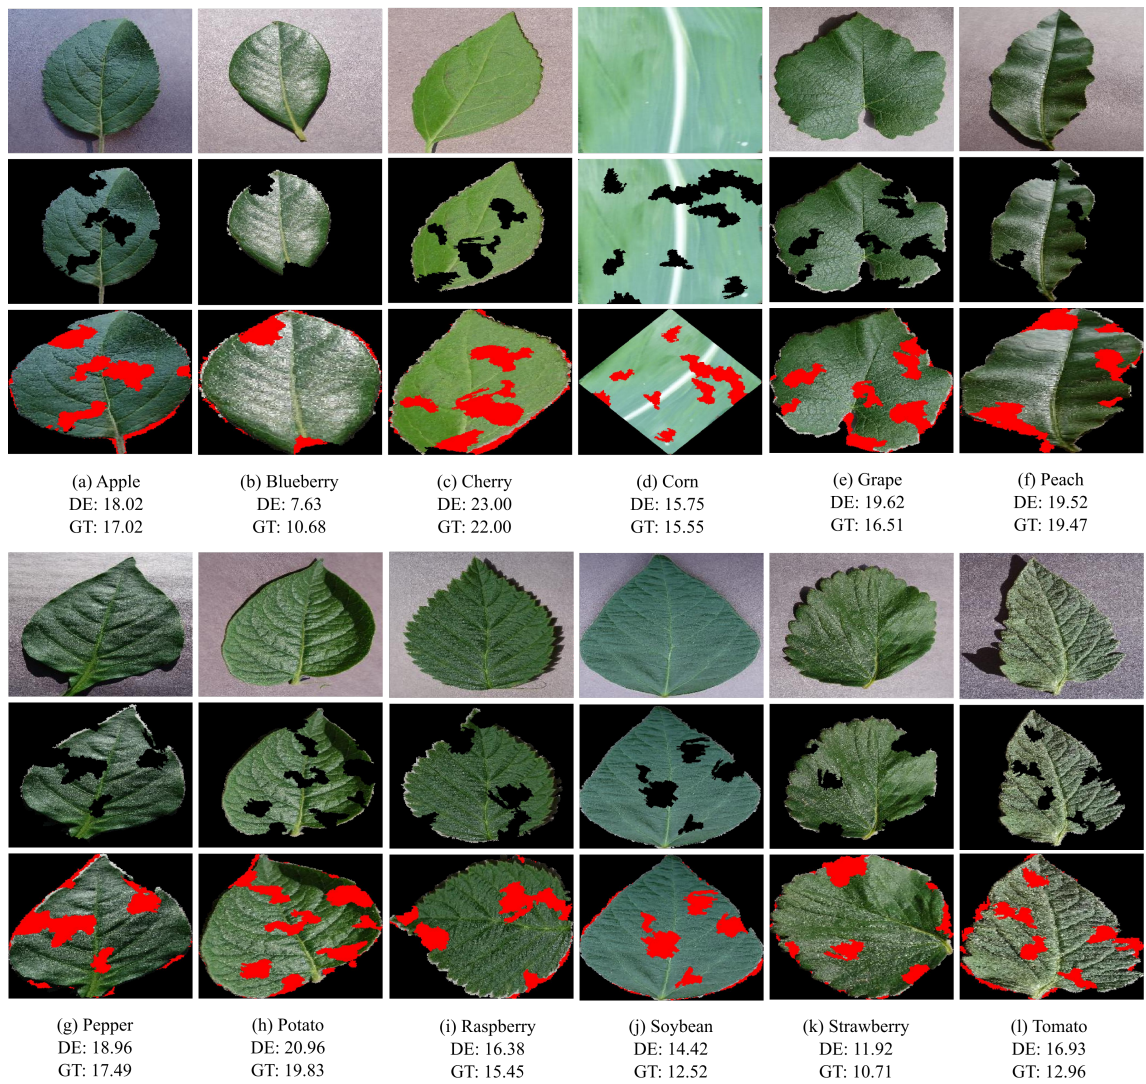 (a) Apple
DE: 18.02
GT: 17.02
(b) Blueberry
DE: 7.63
GT: 10.68
(c) Cherry
DE: 23.00
GT: 22.00
(d) Corn
DE: 15.75
GT: 15.55
(e) Grape
DE: 19.62
GT: 16.51
(f) Peach
DE: 19.52
GT: 19.47
(g) Pepper
DE: 18.96
GT: 17.49
(h) Potato
DE: 20.96
GT: 19.83
(i) Raspberry
DE: 16.38
GT: 15.45
(j) Soybean
DE: 14.42
GT: 12.52
(k) Strawberry
DE: 11.92
GT: 10.71
(l) Tomato
DE: 16.93
GT: 12.96